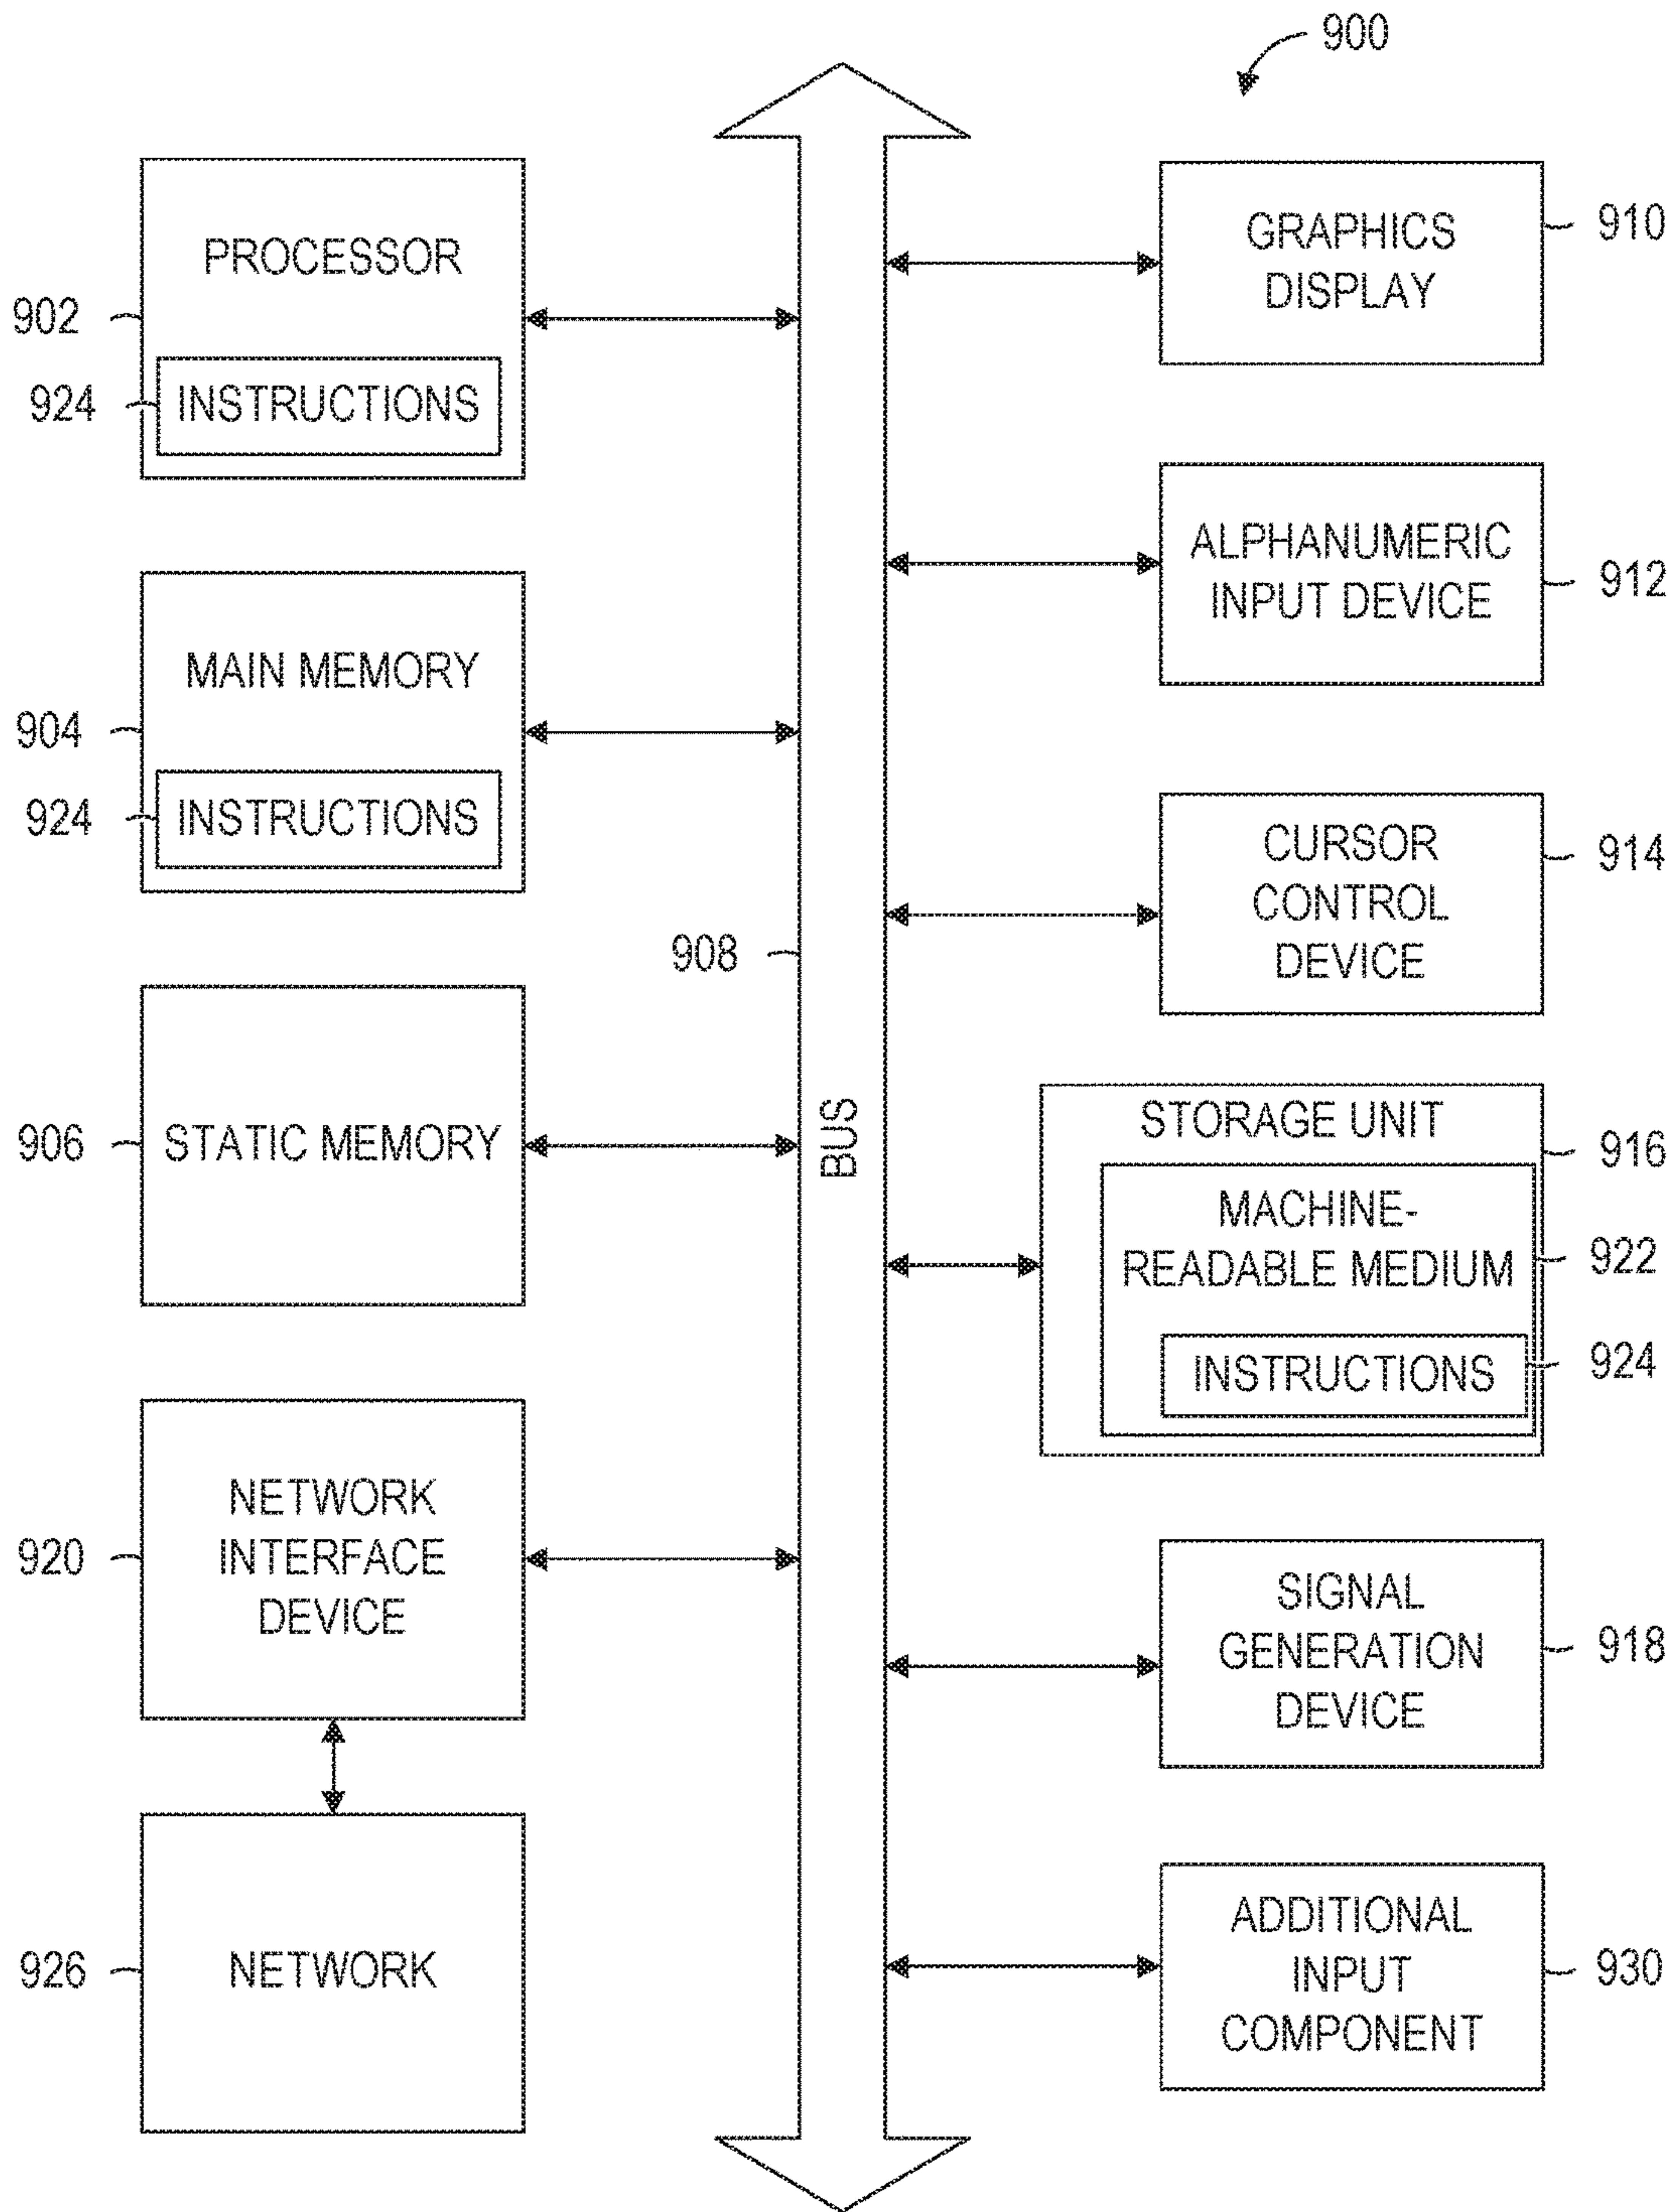 900
PROCESSOR
902
924
INSTRUCTIONS
MAIN MEMORY
904
924
INSTRUCTIONS
906
STATIC MEMORY
920
NETWORK
INTERFACE
DEVICE
926
NETWORK
908
BUS
GRAPHICS
DISPLAY
910
ALPHANUMERIC
INPUT DEVICE
912
CURSOR
CONTROL
DEVICE
914
STORAGE UNIT
916
MACHINE-
READABLE MEDIUM
922
INSTRUCTIONS
924
SIGNAL
GENERATION
DEVICE
918
ADDITIONAL
INPUT
COMPONENT
930